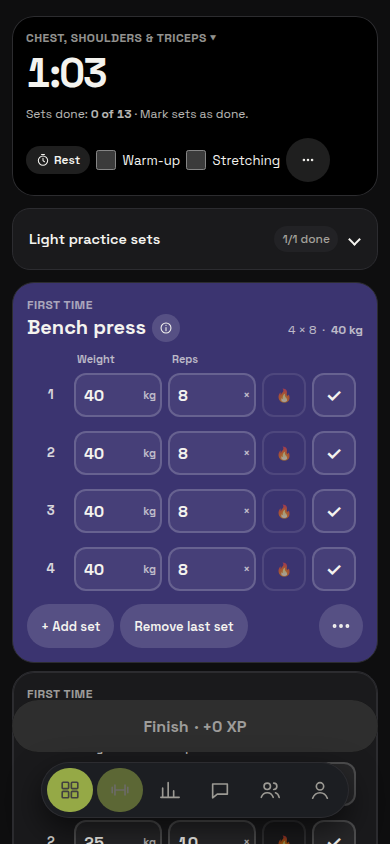 CHEST, SHOULDERS & TRICEPS ▾
1:03
Sets done: 0 of 13 · Mark sets as done.
Rest Warm-up Stretching ...
Light practice sets 1/1 done
FIRST TIME
Bench press 4 × 8 · 40 kg
Weight Reps
1 40 kg 8 ×
2 40 kg 8 ×
3 40 kg 8 ×
4 40 kg 8 ×
+ Add set Remove last set ...
FIRST TIME
Finish · +0 XP
2 25 kg 10 ×